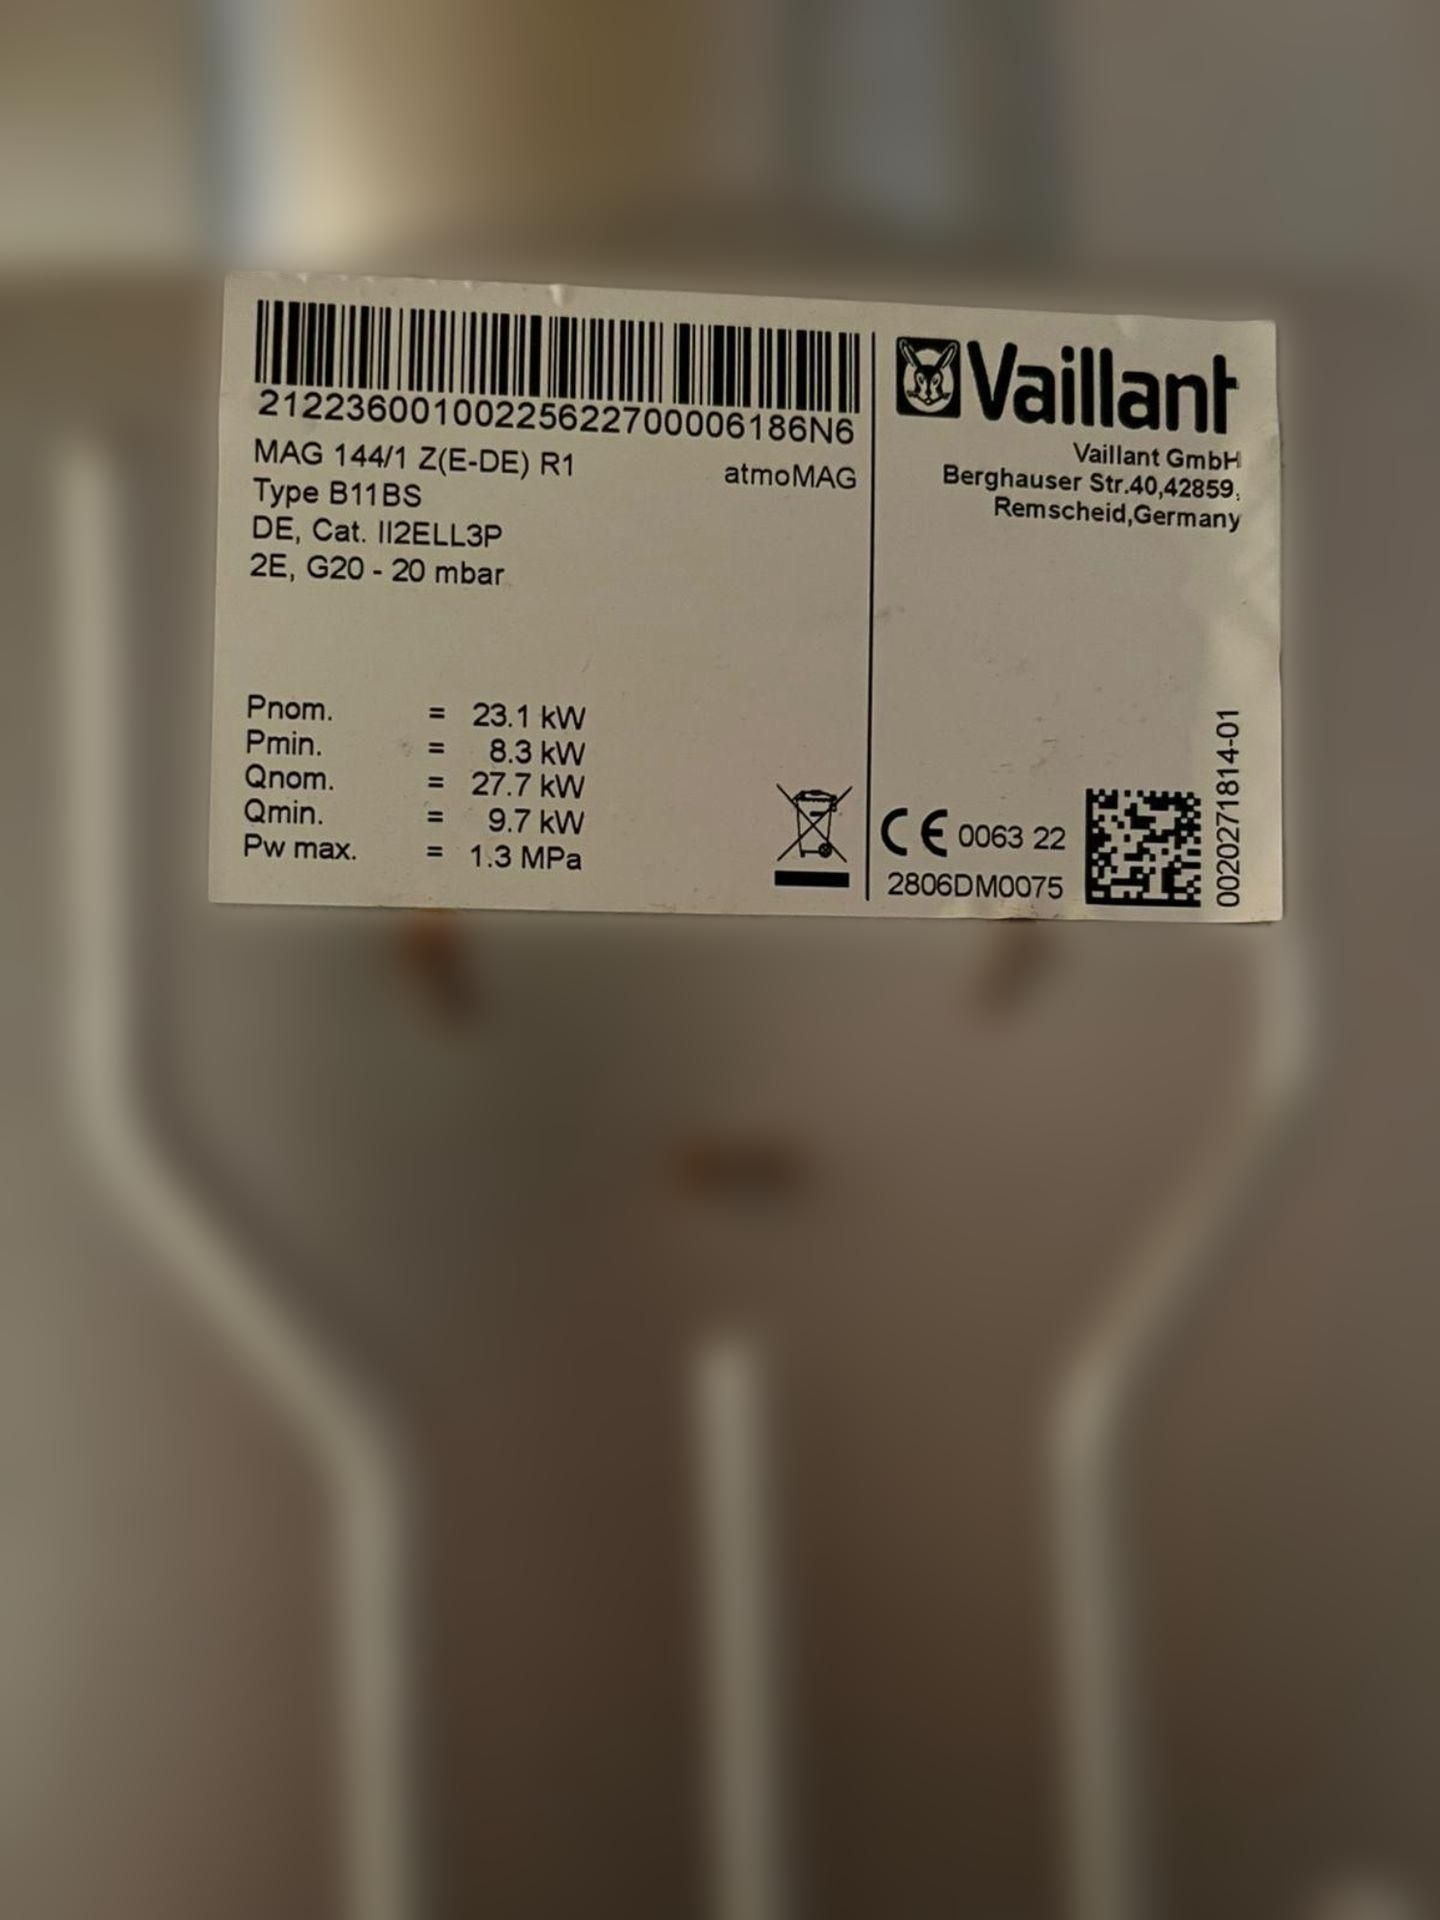 21223600100225622700006186N6
MAG 144/1 Z(E-DE) R1
atmoMAG
Type B11BS
DE, Cat. II2ELL3P
2E, G20 - 20 mbar
Pnom. = 23.1 kW
Pmin. = 8.3 kW
Qnom. = 27.7 kW
Qmin. = 9.7 kW
Pw max. = 1.3 MPa
Vaillant
Vaillant GmbH
Berghauser Str.40,42859,
Remscheid,Germany
CE 0063 22
2806DM0075
0020271814-01